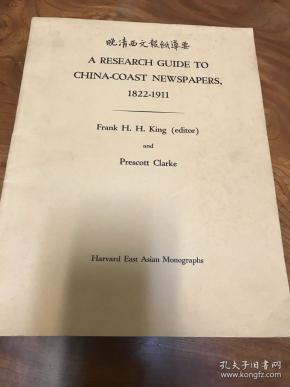 晚清西文報紙導要
A RESEARCH GUIDE TO
CHINA-COAST NEWSPAPERS,
1822-1911
Frank H. H. King (editor)
and
Prescott Clarke
Harvard East Asian Monographs
孔夫子旧书网